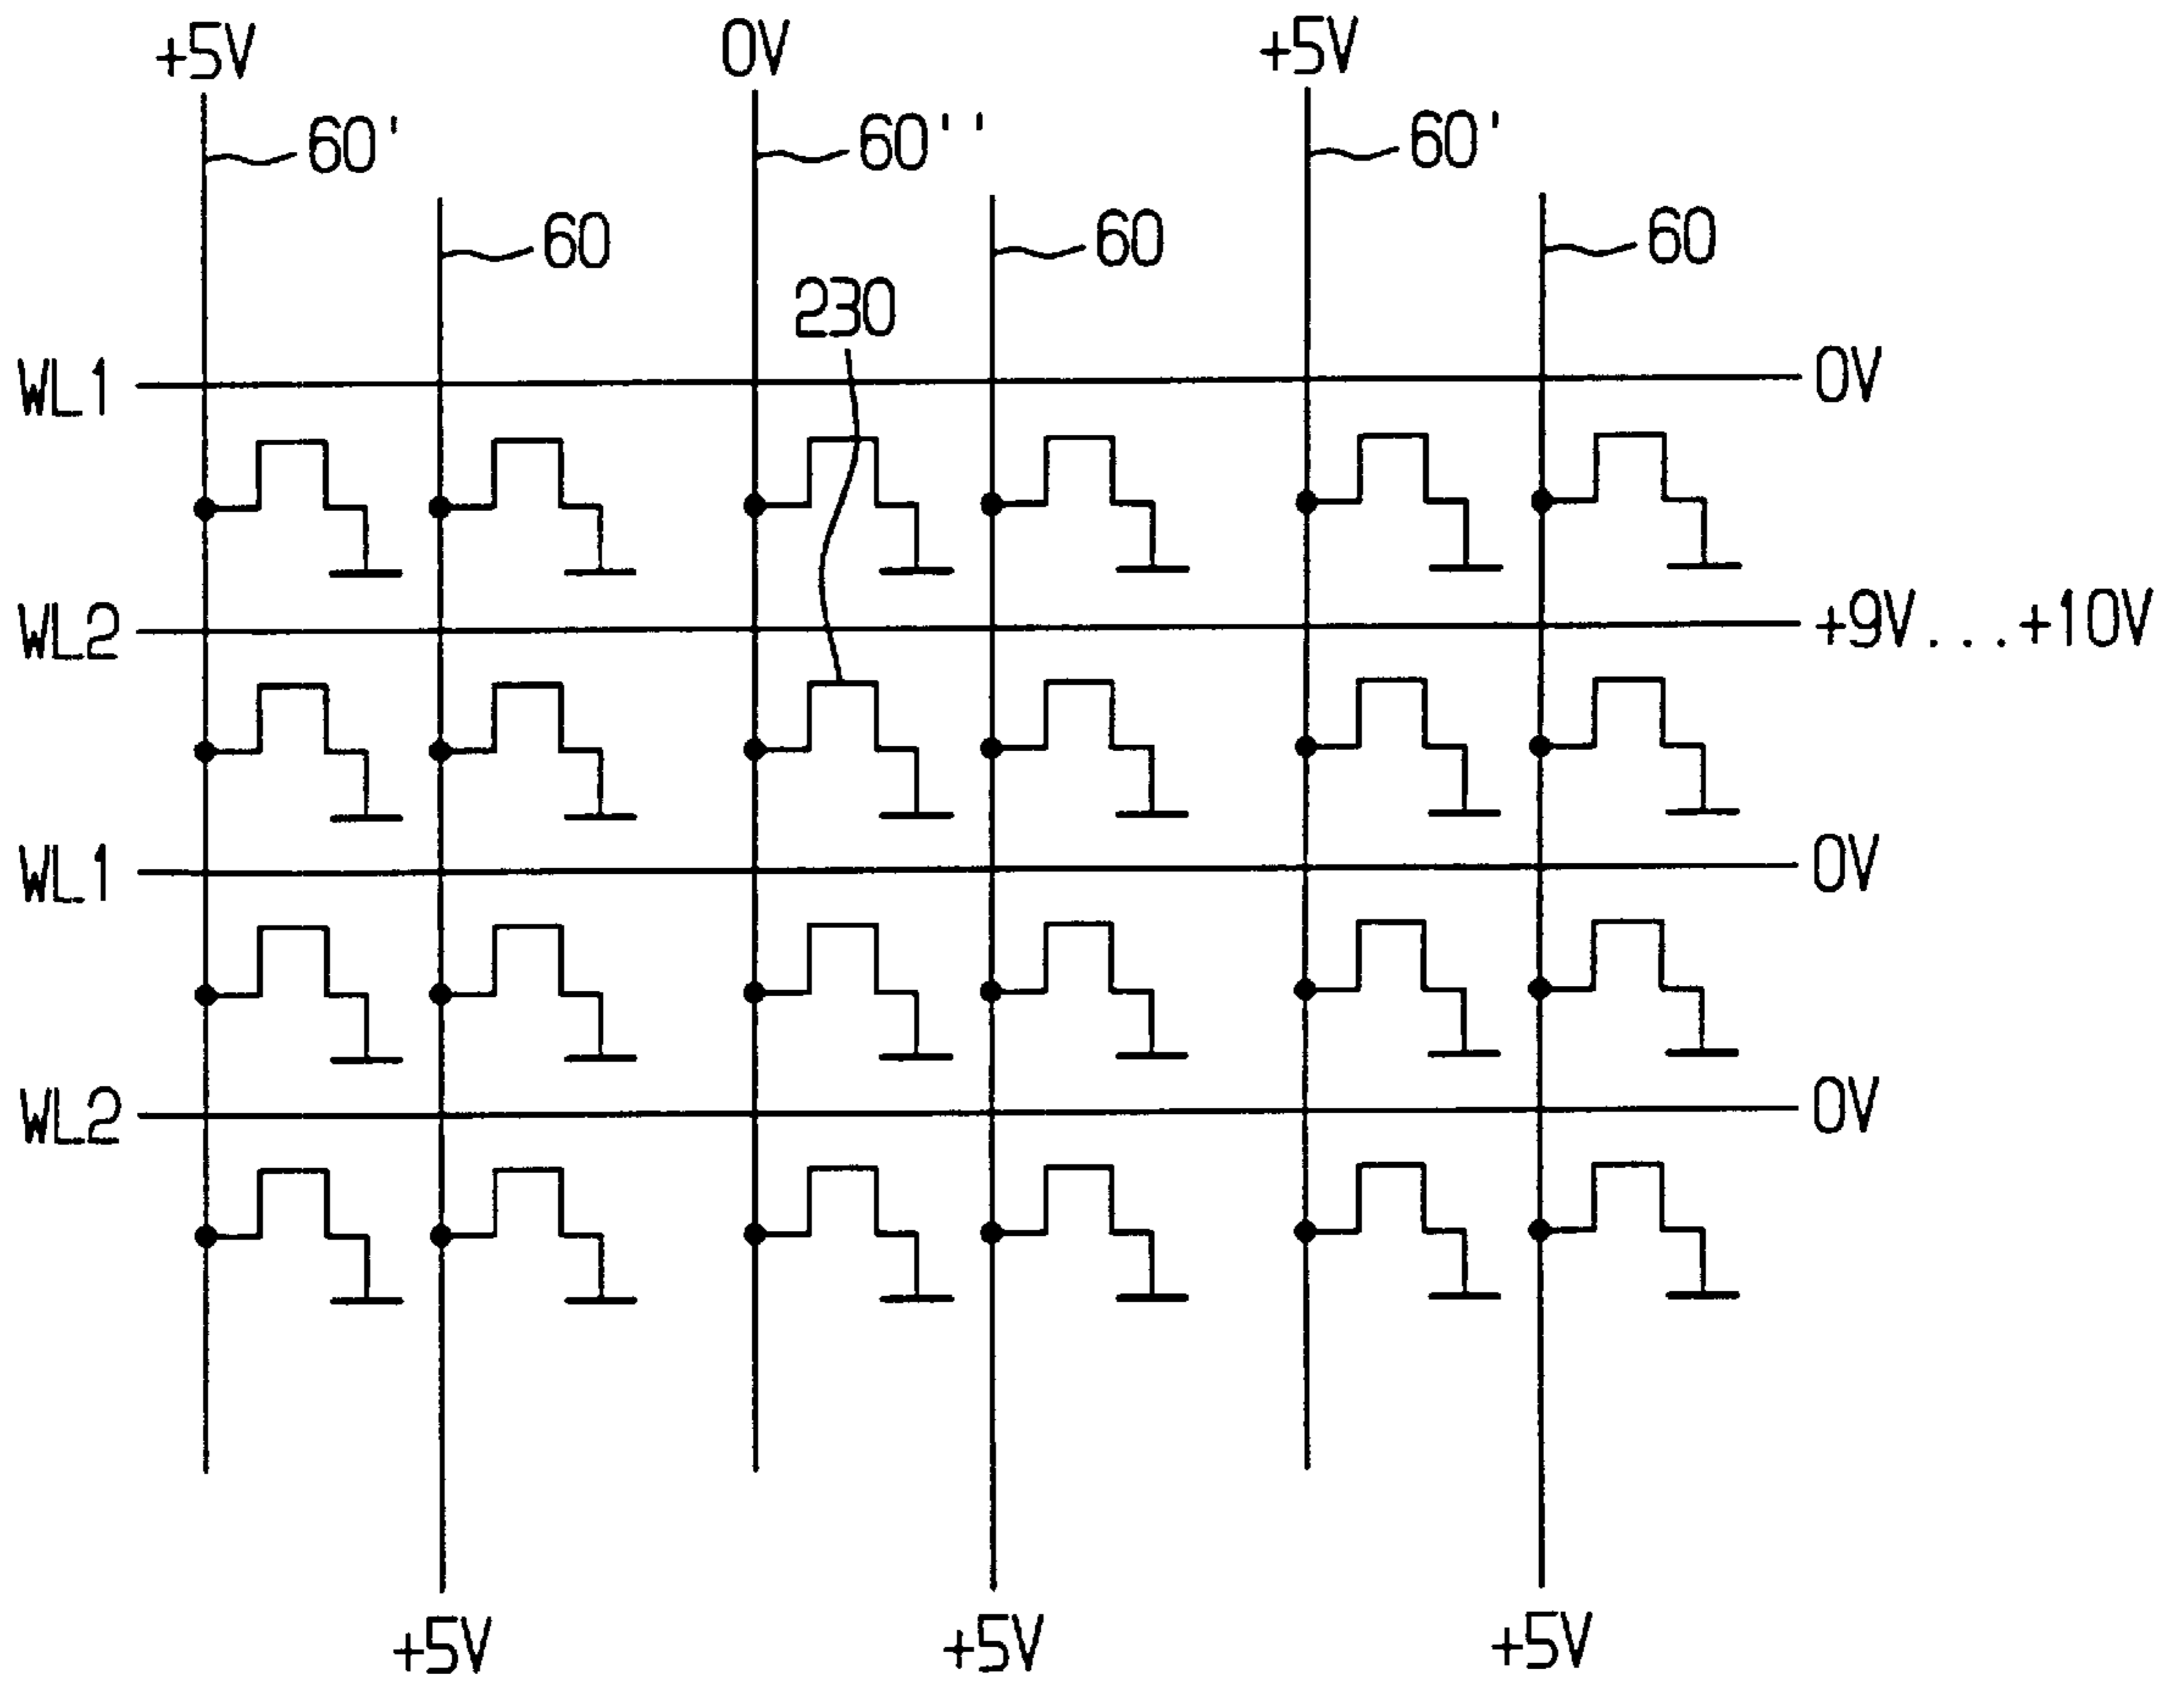 +5V 0V +5V
60' 60'' 60'
60 60 60
230
WL1 0V
WL2 +9V...+10V
WL1 0V
WL2 0V
+5V +5V +5V